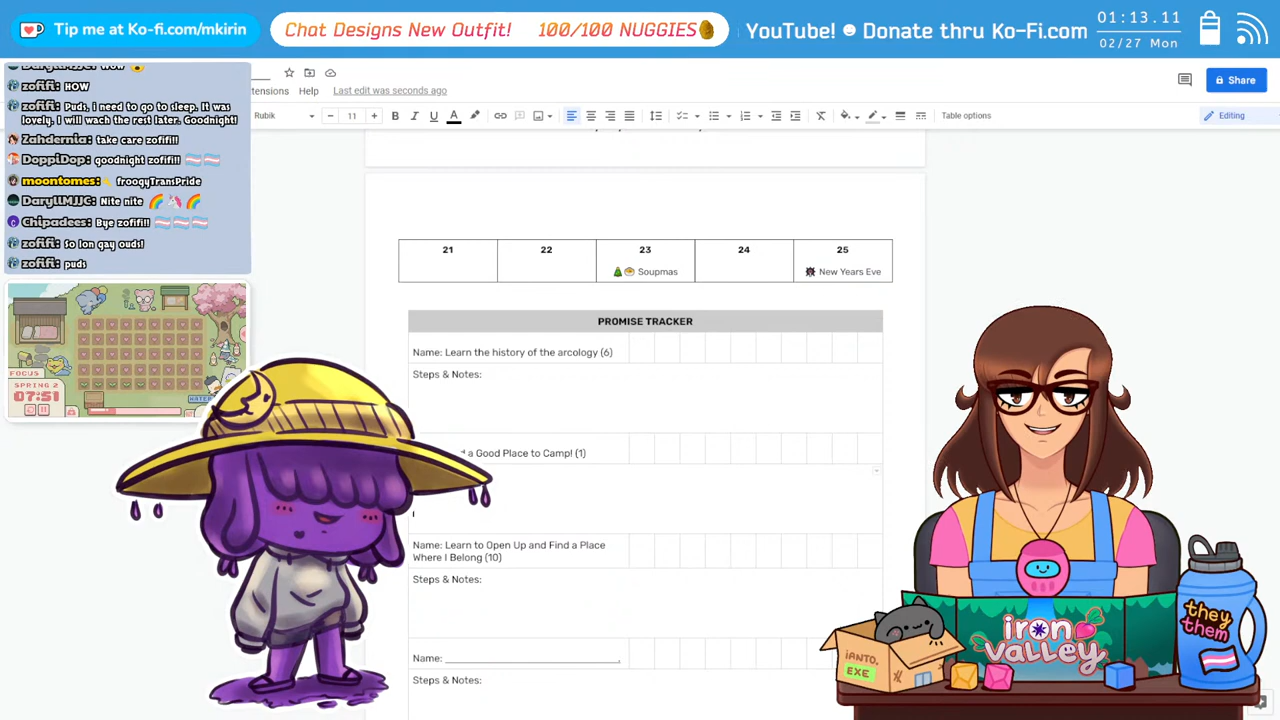 Tip me at Ko-fi.com/mkirin
Chat Designs New Outfit! 100/100 NUGGIES
YouTube! Donate thru Ko-Fi.com
01:13.11
02/27 Mon
zofifi: HOW
zofifi: Puds, i need to go to sleep. It was
lovely. I will wach the rest later. Goodnight!
Zahdernia: take care zofifi!!!
DoppiDop: goodnight zofifi!!
moontomes: froogyTransPride
DaryllMJJC: Nite nite
Chipadees: Bye zofifi!!
zofifi: So lon gay ouds!
zofifi: puds
tensions Help Last edit was seconds ago
Share
Rubik
11
Table options
Editing
21 22 23 24 25
Soupmas
New Years Eve
PROMISE TRACKER
Name: Learn the history of the arcology (6)
Steps & Notes:
d a Good Place to Camp! (1)
Name: Learn to Open Up and Find a Place
Where I Belong (10)
Steps & Notes:
Name: ______________________________.
Steps & Notes:
FOCUS
SPRING 2
07:51
WATER
IANTO.
EXE
iron
valley
they
them